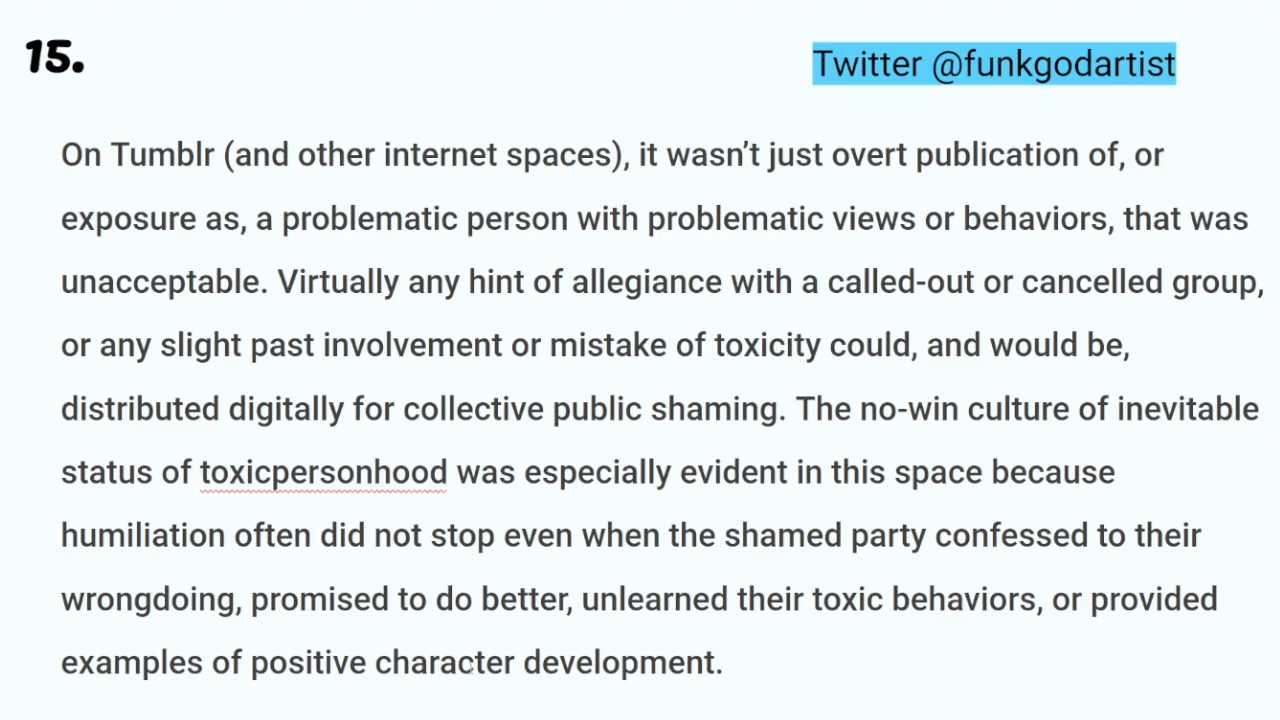 15.
Twitter @funkgodartist
On Tumblr (and other internet spaces), it wasn’t just overt publication of, or
exposure as, a problematic person with problematic views or behaviors, that was
unacceptable. Virtually any hint of allegiance with a called-out or cancelled group,
or any slight past involvement or mistake of toxicity could, and would be,
distributed digitally for collective public shaming. The no-win culture of inevitable
status of toxicpersonhood was especially evident in this space because
humiliation often did not stop even when the shamed party confessed to their
wrongdoing, promised to do better, unlearned their toxic behaviors, or provided
examples of positive character development.